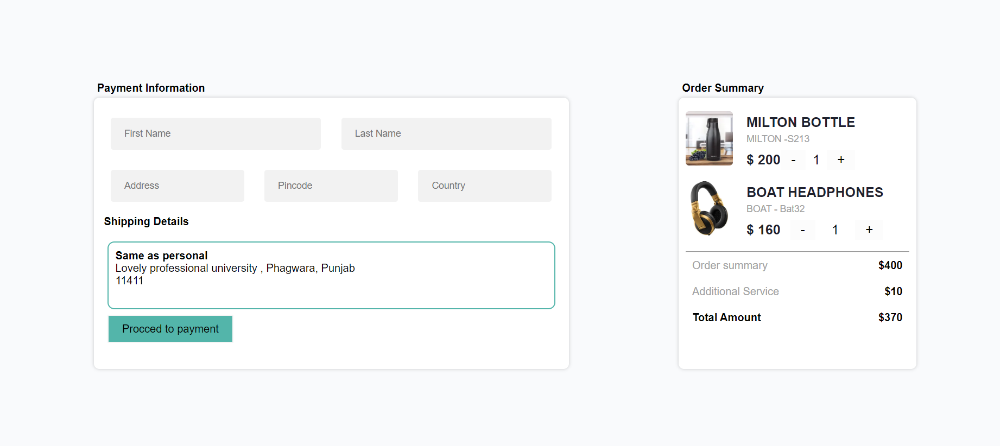 Payment Information
First Name
Last Name
Address
Pincode
Country
Shipping Details
Same as personal
Lovely professional university , Phagwara, Punjab
11411
Procced to payment
Order Summary
MILTON BOTTLE
MILTON -S213
$ 200 - 1 +
BOAT HEADPHONES
BOAT - Bat32
$ 160 - 1 +
Order summary $400
Additional Service $10
Total Amount $370